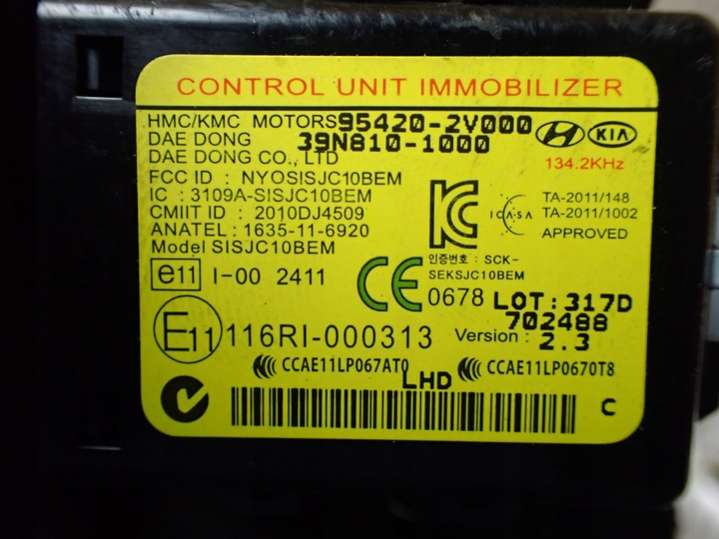 CONTROL UNIT IMMOBILIZER
HMC/KMC MOTORS 95420-2V000
DAE DONG 39N810-1000
KIA
DAE DONG CO., LTD
134.2KHz
FCC ID : NYOSISJC10BEM
IC : 3109A-SISJC10BEM
TA-2011/148
CMIIT ID : 2010DJ4509
ICASA
TA-2011/1002
ANATEL : 1635-11-6920
APPROVED
Model SISJC10BEM
인증번호 : SCK-
SEKSJC10BEM
e11 I-00 2411
CE 0678 LOT:317D
702488
E11 116RI-000313
Version : 2.3
CCAE11LP067AT0
CCAE11LP0670T8
LHD
C